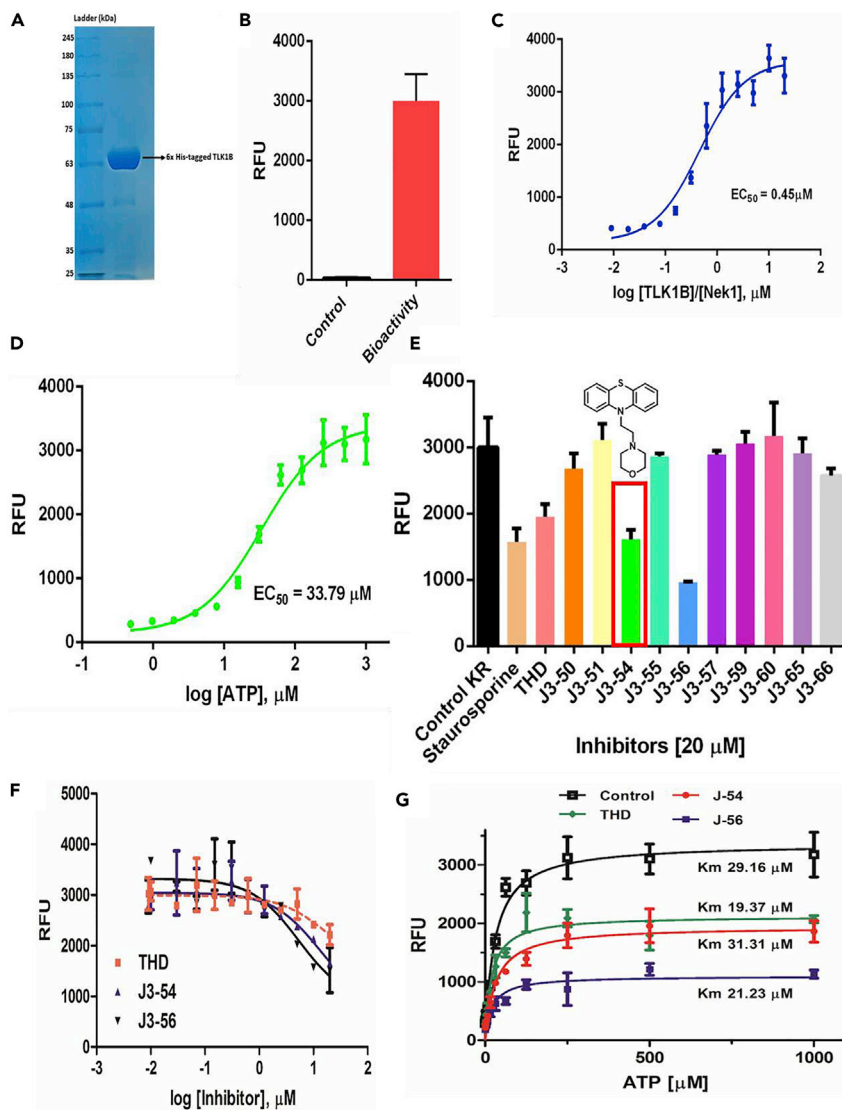 A
Ladder (kDa)
245
180
135
100
75
63
48
35
25
6x His-tagged TLK1B
B
RFU
4000
3000
2000
1000
0
Control
Bioactivity
C
RFU
4000
3000
2000
1000
0
EC50 = 0.45µM
-3 -2 -1 0 1 2
log [TLK1B]/[Nek1], µM
D
RFU
4000
3000
2000
1000
0
EC50 = 33.79 µM
-1 0 1 2 3
log [ATP], µM
E
RFU
4000
3000
2000
1000
0
S
N
N
O
Control KR
Staurosporine
THD
J3-50
J3-51
J3-54
J3-55
J3-56
J3-57
J3-59
J3-60
J3-65
J3-66
Inhibitors [20 µM]
F
RFU
5000
4000
3000
2000
1000
0
THD
J3-54
J3-56
-3 -2 -1 0 1 2
log [Inhibitor], µM
G
Control
THD
J-54
J-56
RFU
3000
2000
1000
0
Km 29.16 µM
Km 19.37 µM
Km 31.31 µM
Km 21.23 µM
0 500 1000
ATP [µM]